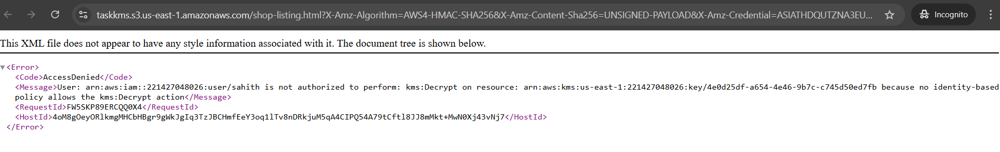 taskkms.s3.us-east-1.amazonaws.com/shop-listing.html?X-Amz-Algorithm=AWS4-HMAC-SHA256&X-Amz-Content-Sha256=UNSIGNED-PAYLOAD&X-Amz-Credential=ASIATHDQUTZNA3EU... Incognito
This XML file does not appear to have any style information associated with it. The document tree is shown below.
<Error>
<Code>AccessDenied</Code>
<Message>User: arn:aws:iam::221427048026:user/sahith is not authorized to perform: kms:Decrypt on resource: arn:aws:kms:us-east-1:221427048026:key/4e0d25df-a654-4e46-9b7c-c745d50ed7fb because no identity-based
policy allows the kms:Decrypt action</Message>
<RequestId>FW5SKP89ERCQQ0X4</RequestId>
<HostId>4oM8gOeyORlkmgMHCbHBgr9gWkJgIq3TzJBCHmfEeY3oq1lTv8nDRkjuM5qA4CIPQ54A79tCftl8JJ8mMkt+MwN0Xj43vNj7</HostId>
</Error>